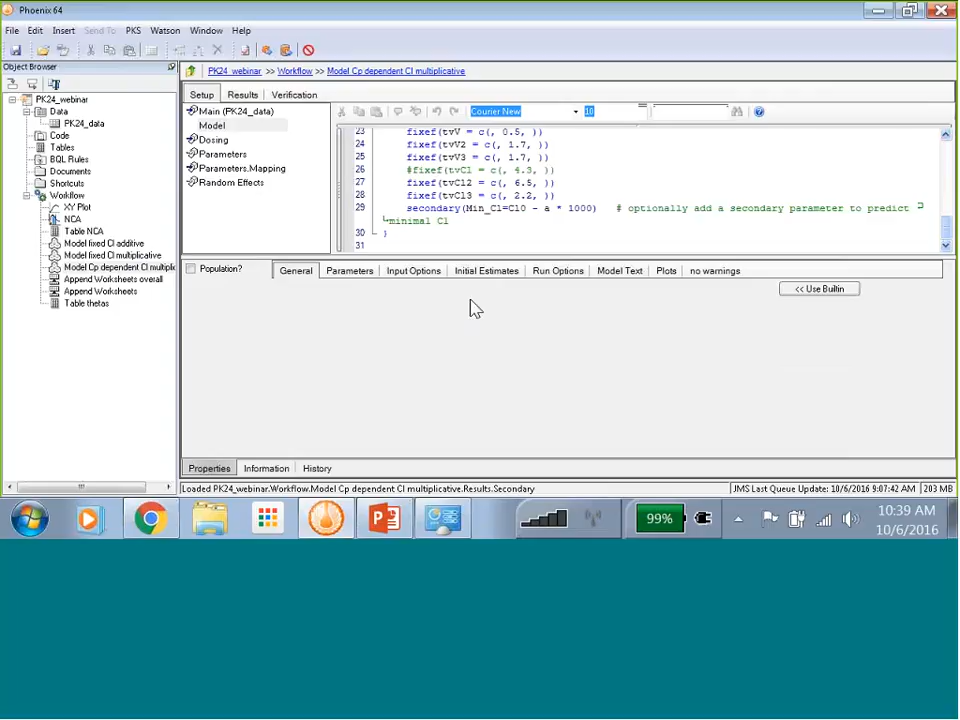 Phoenix 64
File Edit Insert Send To PKS Watson Window Help
Object Browser
PK24_webinar >> Workflow >> Model Cp dependent Cl multiplicative
Setup Results Verification
PK24_webinar
Data
PK24_data
Code
Tables
BQL Rules
Documents
Shortcuts
Workflow
XY Plot
NCA
Table NCA
Model fixed Cl additive
Model fixed Cl multiplicative
Model Cp dependent Cl multiplic
Append Worksheets overall
Append Worksheets
Table thetas
Main (PK24_data)
Model
Dosing
Parameters
Parameters.Mapping
Random Effects
Courier New 10
23 fixef(tvV = c(, 0.5, ))
24 fixef(tvV2 = c(, 1.7, ))
25 fixef(tvV3 = c(, 1.7, ))
26 #fixef(tvCl = c(, 4.3, ))
27 fixef(tvCl2 = c(, 6.5, ))
28 fixef(tvCl3 = c(, 2.2, ))
29 secondary(Min_Cl=Cl0 - a * 1000) # optionally add a secondary parameter to predict
minimal Cl
30 }
31
Population?
General Parameters Input Options Initial Estimates Run Options Model Text Plots no warnings
<< Use Builtin
Properties Information History
Loaded PK24_webinar.Workflow.Model Cp dependent Cl multiplicative.Results.Secondary
JMS Last Queue Update: 10/6/2016 9:07:42 AM
203 MB
99%
10:39 AM
10/6/2016